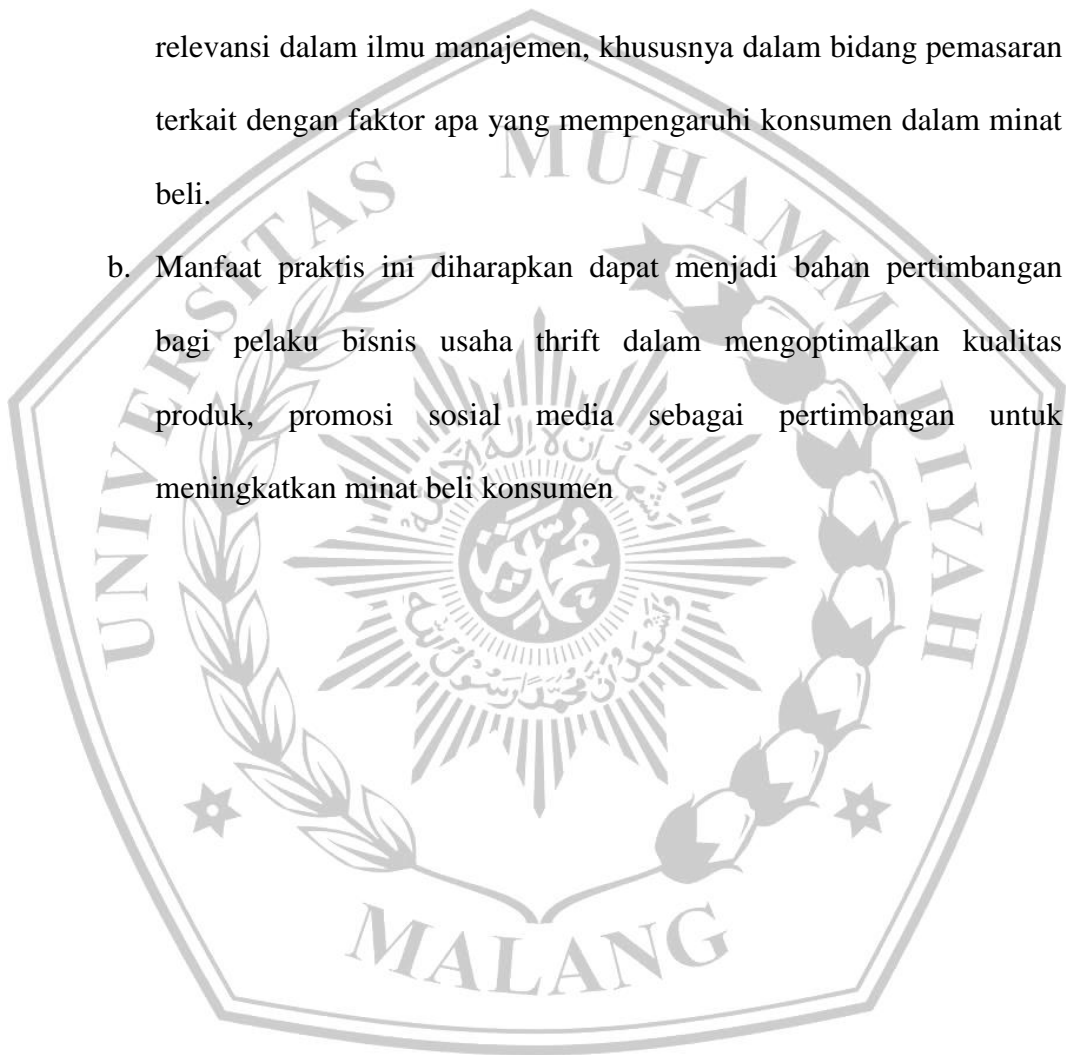 relevansi dalam ilmu manajemen, khususnya dalam bidang pemasaran
terkait dengan faktor apa yang mempengaruhi konsumen dalam minat
beli.
b. Manfaat praktis ini diharapkan dapat menjadi bahan pertimbangan
bagi pelaku bisnis usaha thrift dalam mengoptimalkan kualitas
produk, promosi sosial media sebagai pertimbangan untuk
meningkatkan minat beli konsumen
UNIVERSITAS MUHAMMADIYAH
MALANG